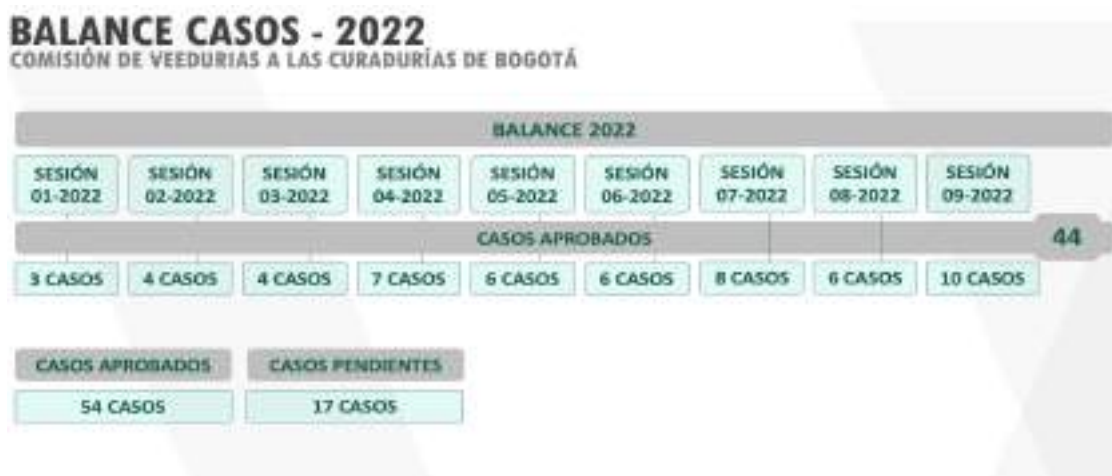 BALANCE CASOS - 2022
COMISIÓN DE VEEDURIAS A LAS CURADURÍAS DE BOGOTÁ
BALANCE 2022
SESIÓN 01-2022
SESIÓN 02-2022
SESIÓN 03-2022
SESIÓN 04-2022
SESIÓN 05-2022
SESIÓN 06-2022
SESIÓN 07-2022
SESIÓN 08-2022
SESIÓN 09-2022
CASOS APROBADOS
44
3 CASOS
4 CASOS
4 CASOS
7 CASOS
6 CASOS
6 CASOS
8 CASOS
6 CASOS
10 CASOS
CASOS APROBADOS
CASOS PENDIENTES
54 CASOS
17 CASOS